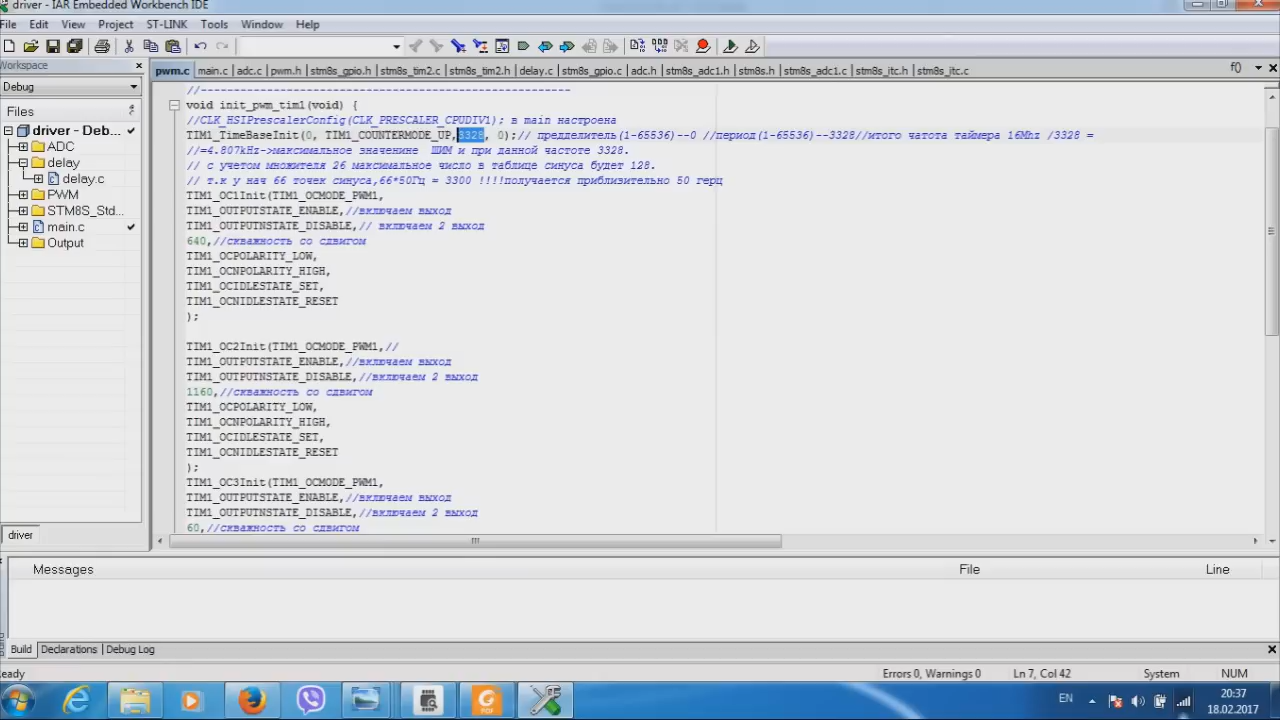 driver - IAR Embedded Workbench IDE
File Edit View Project ST-LINK Tools Window Help
Workspace
pwm.c main.c adc.c pwm.h stm8s_gpio.h stm8s_tim2.c stm8s_tim2.h delay.c stm8s_gpio.c adc.h stm8s_adc1.h stm8s.h stm8s_adc1.c stm8s_itc.h stm8s_itc.c f()
Debug
Files
driver - Deb...
ADC
delay
delay.c
PWM
STM8S_Std...
main.c
Output
driver
//-----------------------------------------------------
void init_pwm_tim1(void) {
//CLK_HSIPrescalerConfig(CLK_PRESCALER_CPUDIV1); в main настроена
TIM1_TimeBaseInit(0, TIM1_COUNTERMODE_UP,3328, 0);// предделитель(1-65536)--0 //период(1-65536)--3328//итого чатота таймера 16Mhz /3328 =
//=4.807kHz->максимальное значенине ШИМ и при данной частоте 3328.
// с учетом множителя 26 максимальное число в таблице синуса будет 128.
// т.к у нач 66 точек синуса,66*50Гц = 3300 !!!!получается приблизительно 50 герц
TIM1_OC1Init(TIM1_OCMODE_PWM1,
TIM1_OUTPUTSTATE_ENABLE,//включаем выход
TIM1_OUTPUTNSTATE_DISABLE,// включаем 2 выход
640,//скважность со сдвигом
TIM1_OCPOLARITY_LOW,
TIM1_OCNPOLARITY_HIGH,
TIM1_OCIDLESTATE_SET,
TIM1_OCNIDLESTATE_RESET
);
TIM1_OC2Init(TIM1_OCMODE_PWM1,//
TIM1_OUTPUTSTATE_ENABLE,//включаем выход
TIM1_OUTPUTNSTATE_DISABLE,//включаем 2 выход
1160,//скважность со сдвигом
TIM1_OCPOLARITY_LOW,
TIM1_OCNPOLARITY_HIGH,
TIM1_OCIDLESTATE_SET,
TIM1_OCNIDLESTATE_RESET
);
TIM1_OC3Init(TIM1_OCMODE_PWM1,
TIM1_OUTPUTSTATE_ENABLE,//включаем выход
TIM1_OUTPUTNSTATE_DISABLE,//включаем 2 выход
60,//скважность со сдвигом
Messages File Line
Build Declarations Debug Log
Ready Errors 0, Warnings 0 Ln 7, Col 42 System NUM
EN 20:37
18.02.2017